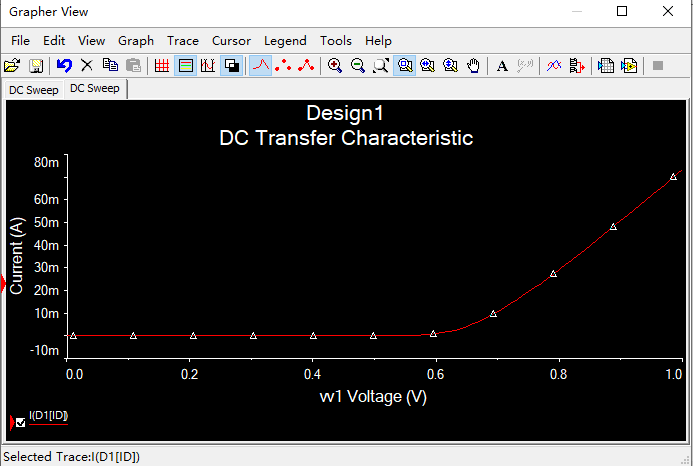 Grapher View
File Edit View Graph Trace Cursor Legend Tools Help
A (x,y)
DC Sweep DC Sweep
Design1
DC Transfer Characteristic
80m
60m
50m
40m
30m
20m
10m
-10m
Current (A)
0.0 0.2 0.4 0.6 0.8 1.0
vv1 Voltage (V)
I(D1[ID])
Selected Trace:I(D1[ID])